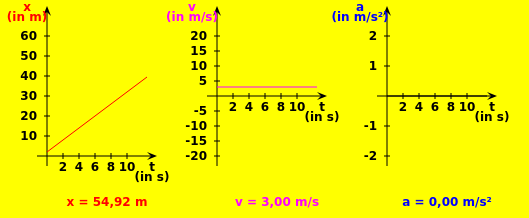 x
(in m)
60
50
40
30
20
10
2 4 6 8 10
t
(in s)
x = 54,92 m
v
(in m/s)
20
15
10
5
-5
-10
-15
-20
2 4 6 8 10
t
(in s)
v = 3,00 m/s
a
(in m/s²)
2
1
-1
-2
2 4 6 8 10
t
(in s)
a = 0,00 m/s²